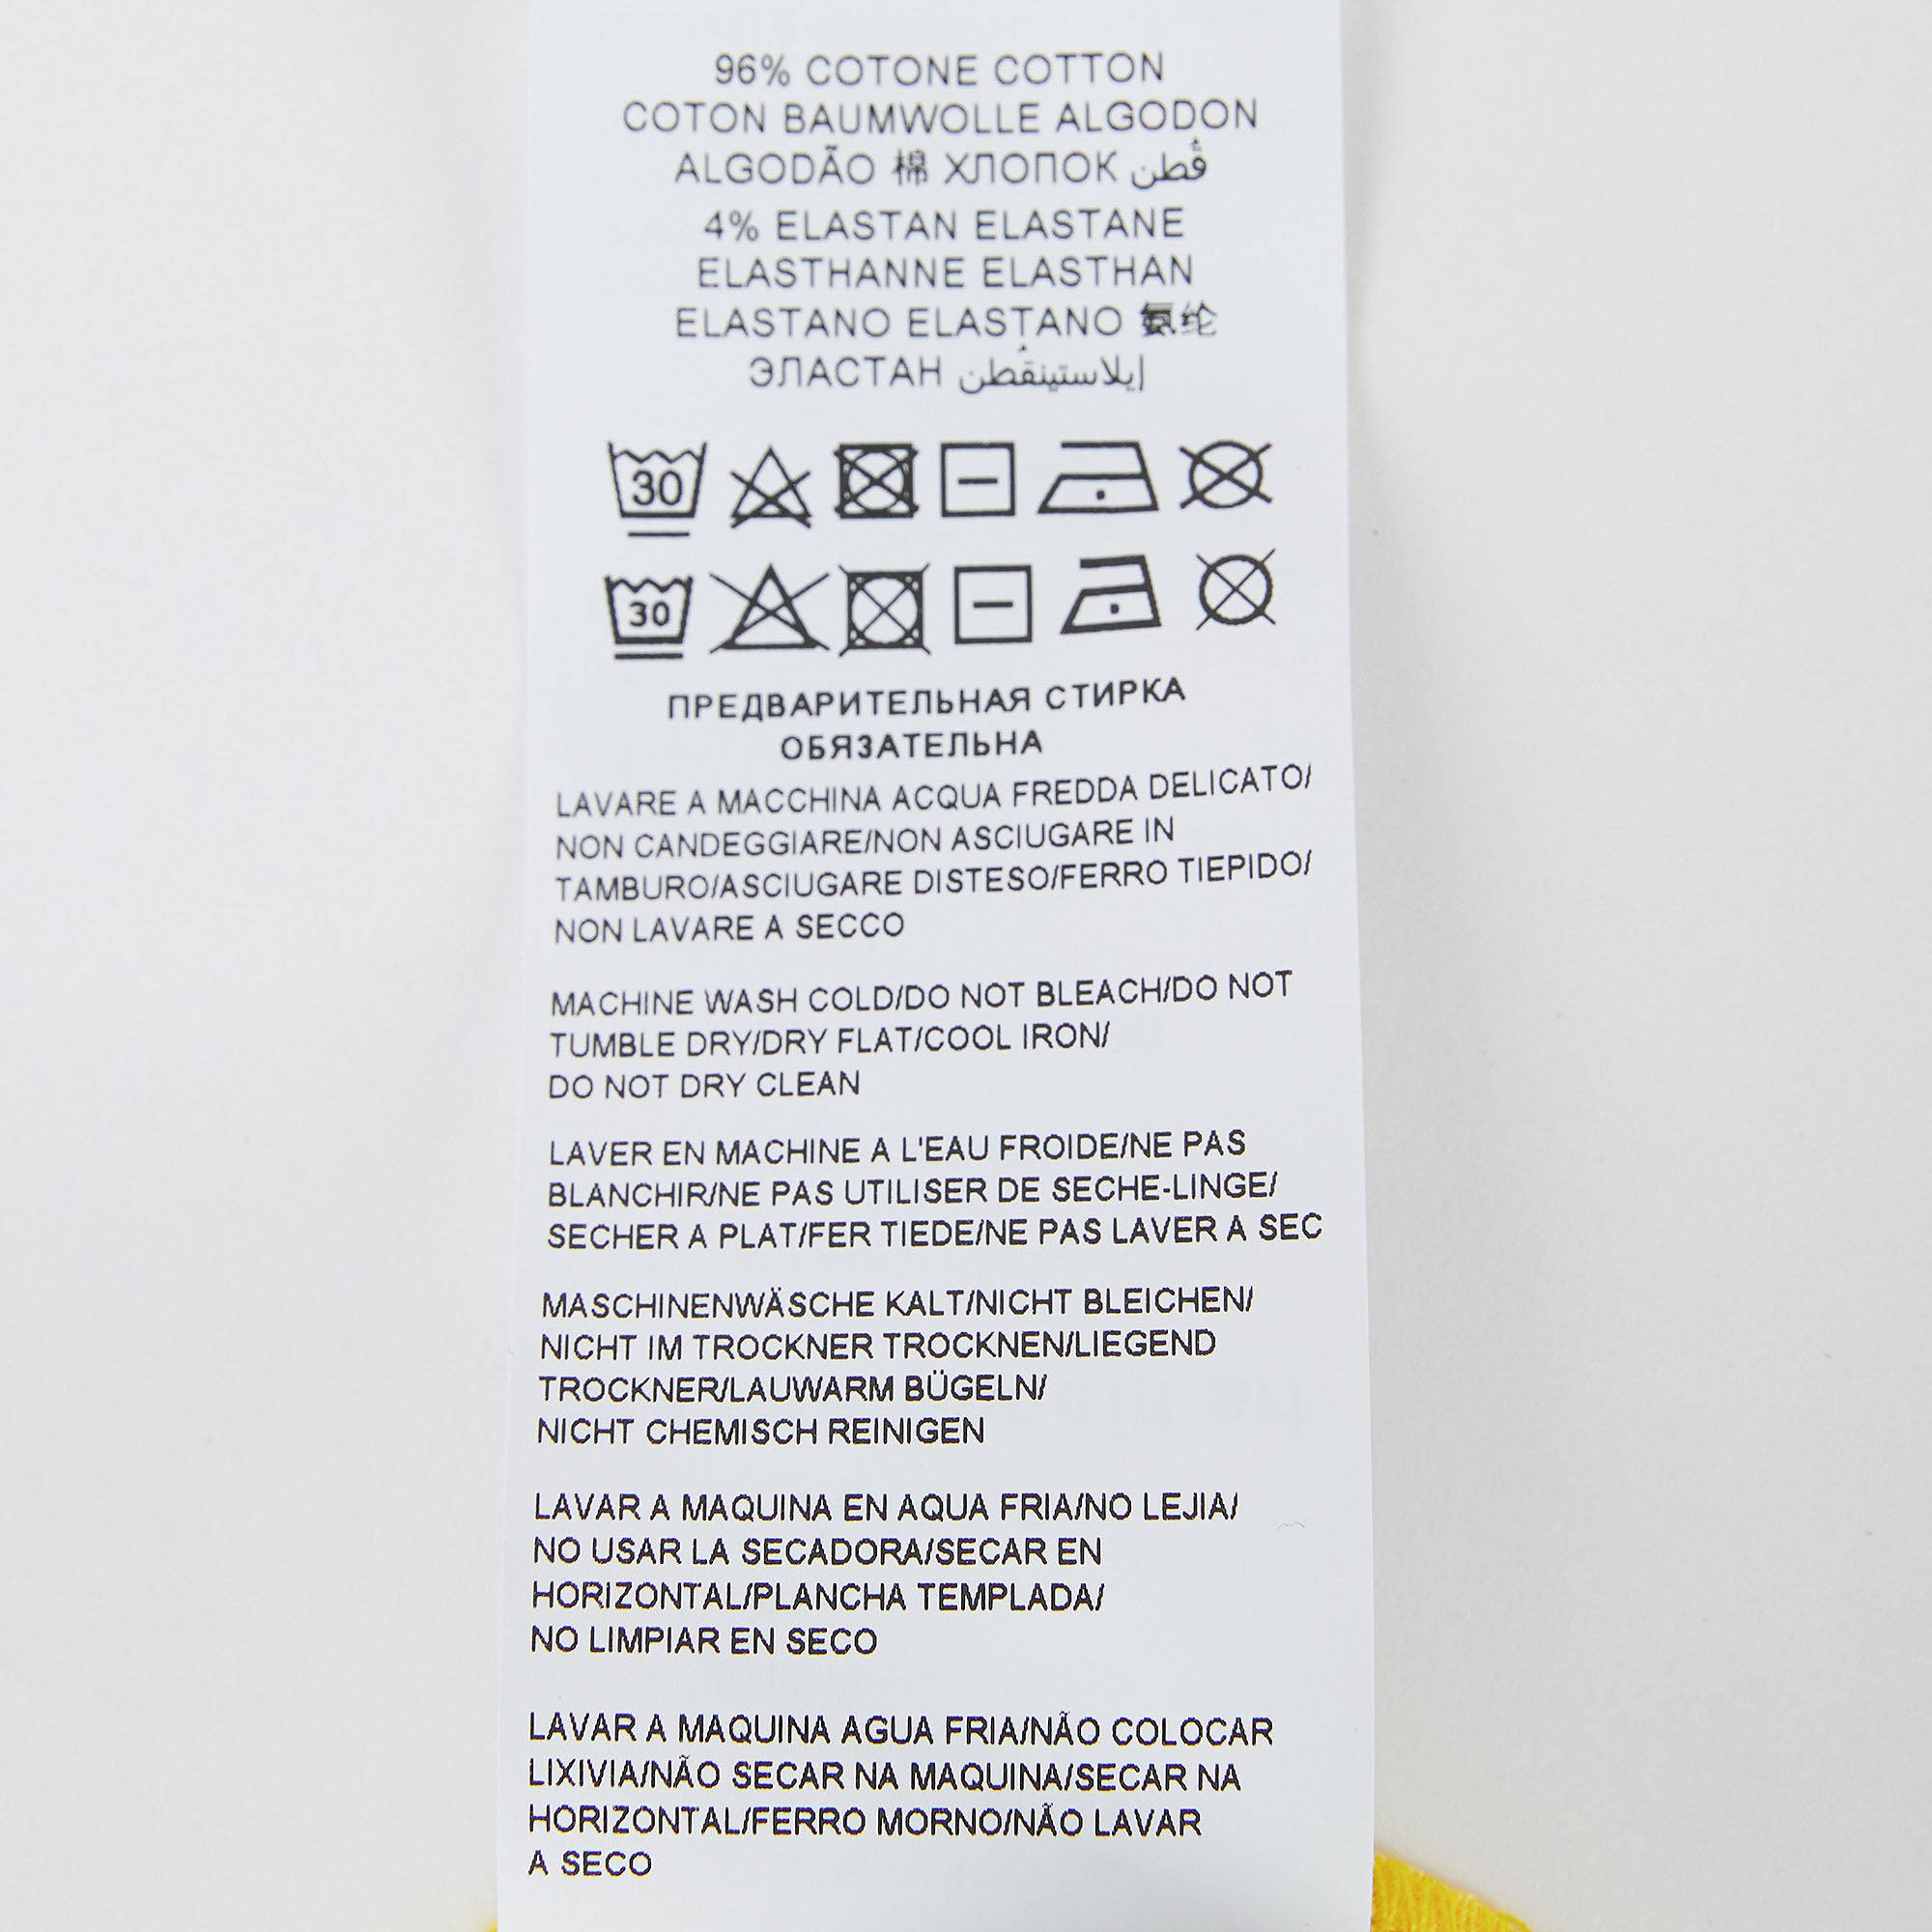 96% COTONE COTTON
COTON BAUMWOLLE ALGODON
ALGODÃO 棉 ХЛОПОК قُطن
4% ELASTAN ELASTANE
ELASTHANNE ELASTHAN
ELASTANO ELASTANO 氨纶
ЭЛАСТАН إيلاستينقُطن
30
30
ПРЕДВАРИТЕЛЬНАЯ СТИРКА
ОБЯЗАТЕЛЬНА
LAVARE A MACCHINA ACQUA FREDDA DELICATO/
NON CANDEGGIARE/NON ASCIUGARE IN
TAMBURO/ASCIUGARE DISTESO/FERRO TIEPIDO/
NON LAVARE A SECCO
MACHINE WASH COLD/DO NOT BLEACH/DO NOT
TUMBLE DRY/DRY FLAT/COOL IRON/
DO NOT DRY CLEAN
LAVER EN MACHINE A L'EAU FROIDE/NE PAS
BLANCHIR/NE PAS UTILISER DE SECHE-LINGE/
SECHER A PLAT/FER TIEDE/NE PAS LAVER A SEC
MASCHINENWÄSCHE KALT/NICHT BLEICHEN/
NICHT IM TROCKNER TROCKNEN/LIEGEND
TROCKNER/LAUWARM BÜGELN/
NICHT CHEMISCH REINIGEN
LAVAR A MAQUINA EN AQUA FRIA/NO LEJIA/
NO USAR LA SECADORA/SECAR EN
HORIZONTAL/PLANCHA TEMPLADA/
NO LIMPIAR EN SECO
LAVAR A MAQUINA AGUA FRIA/NÃO COLOCAR
LIXIVIA/NÃO SECAR NA MAQUINA/SECAR NA
HORIZONTAL/FERRO MORNO/NÃO LAVAR
A SECO